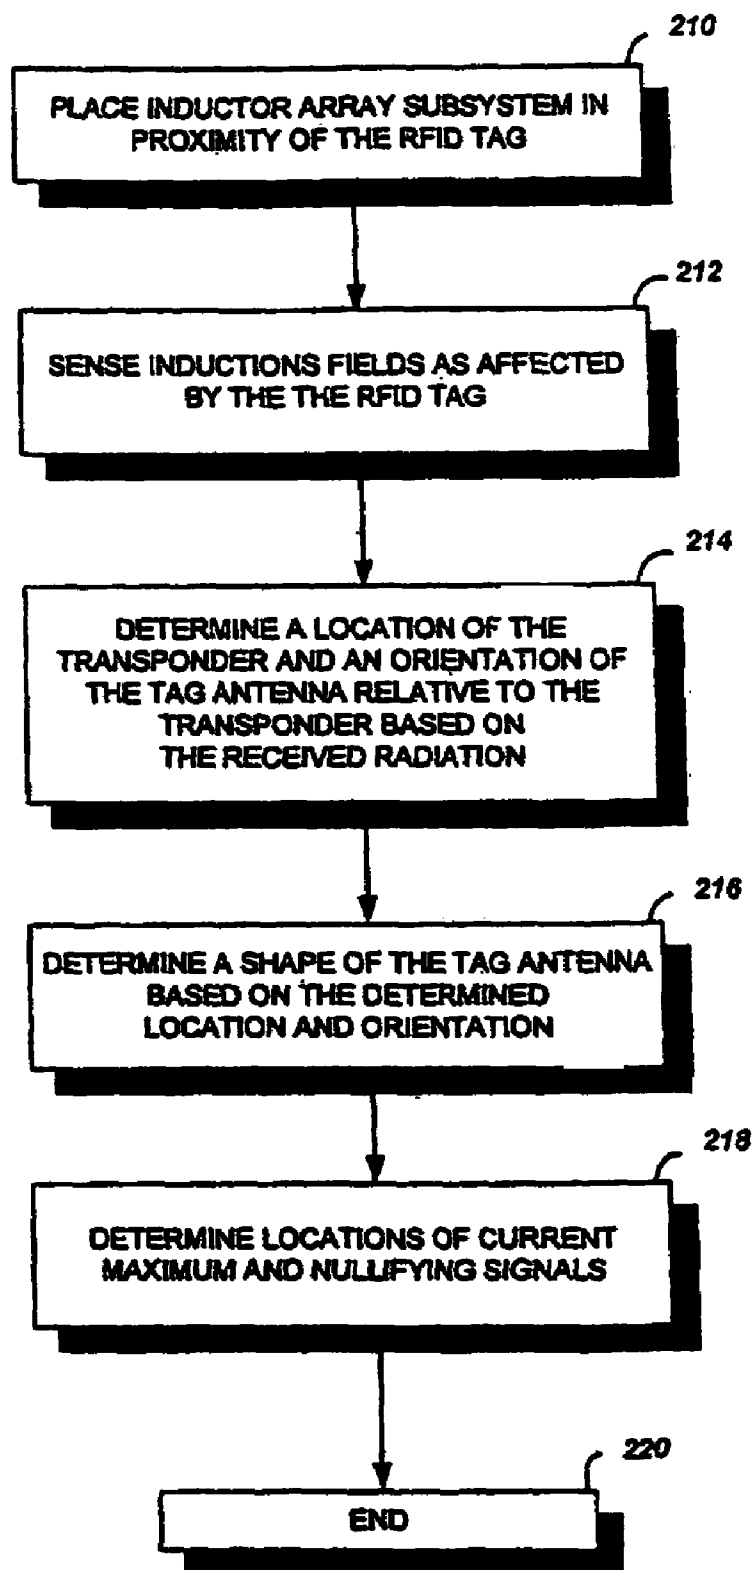 210
PLACE INDUCTOR ARRAY SUBSYSTEM IN
PROXIMITY OF THE RFID TAG
212
SENSE INDUCTIONS FIELDS AS AFFECTED
BY THE THE RFID TAG
214
DETERMINE A LOCATION OF THE
TRANSPONDER AND AN ORIENTATION OF
THE TAG ANTENNA RELATIVE TO THE
TRANSPONDER BASED ON
THE RECEIVED RADIATION
216
DETERMINE A SHAPE OF THE TAG ANTENNA
BASED ON THE DETERMINED
LOCATION AND ORIENTATION
218
DETERMINE LOCATIONS OF CURRENT
MAXIMUM AND NULLIFYING SIGNALS
220
END